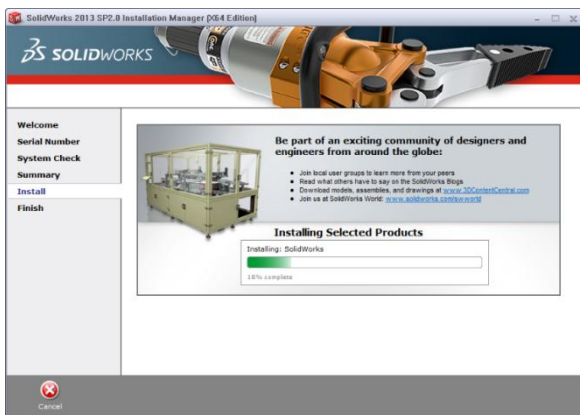 SolidWorks 2013 SP2.0 Installation Manager (X64 Edition)
SOLIDWORKS
Welcome
Serial Number
System Check
Summary
Install
Finish
Be part of an exciting community of designers and
engineers from around the globe:
Join local user groups to learn more from your peers
Read what others have to say on the SolidWorks Blogs
Download models, assemblies, and drawings at www.3DContentCentral.com
Join us at SolidWorks World: www.solidworks.com/swworld
Installing Selected Products
Installing: SolidWorks
18% complete
Cancel